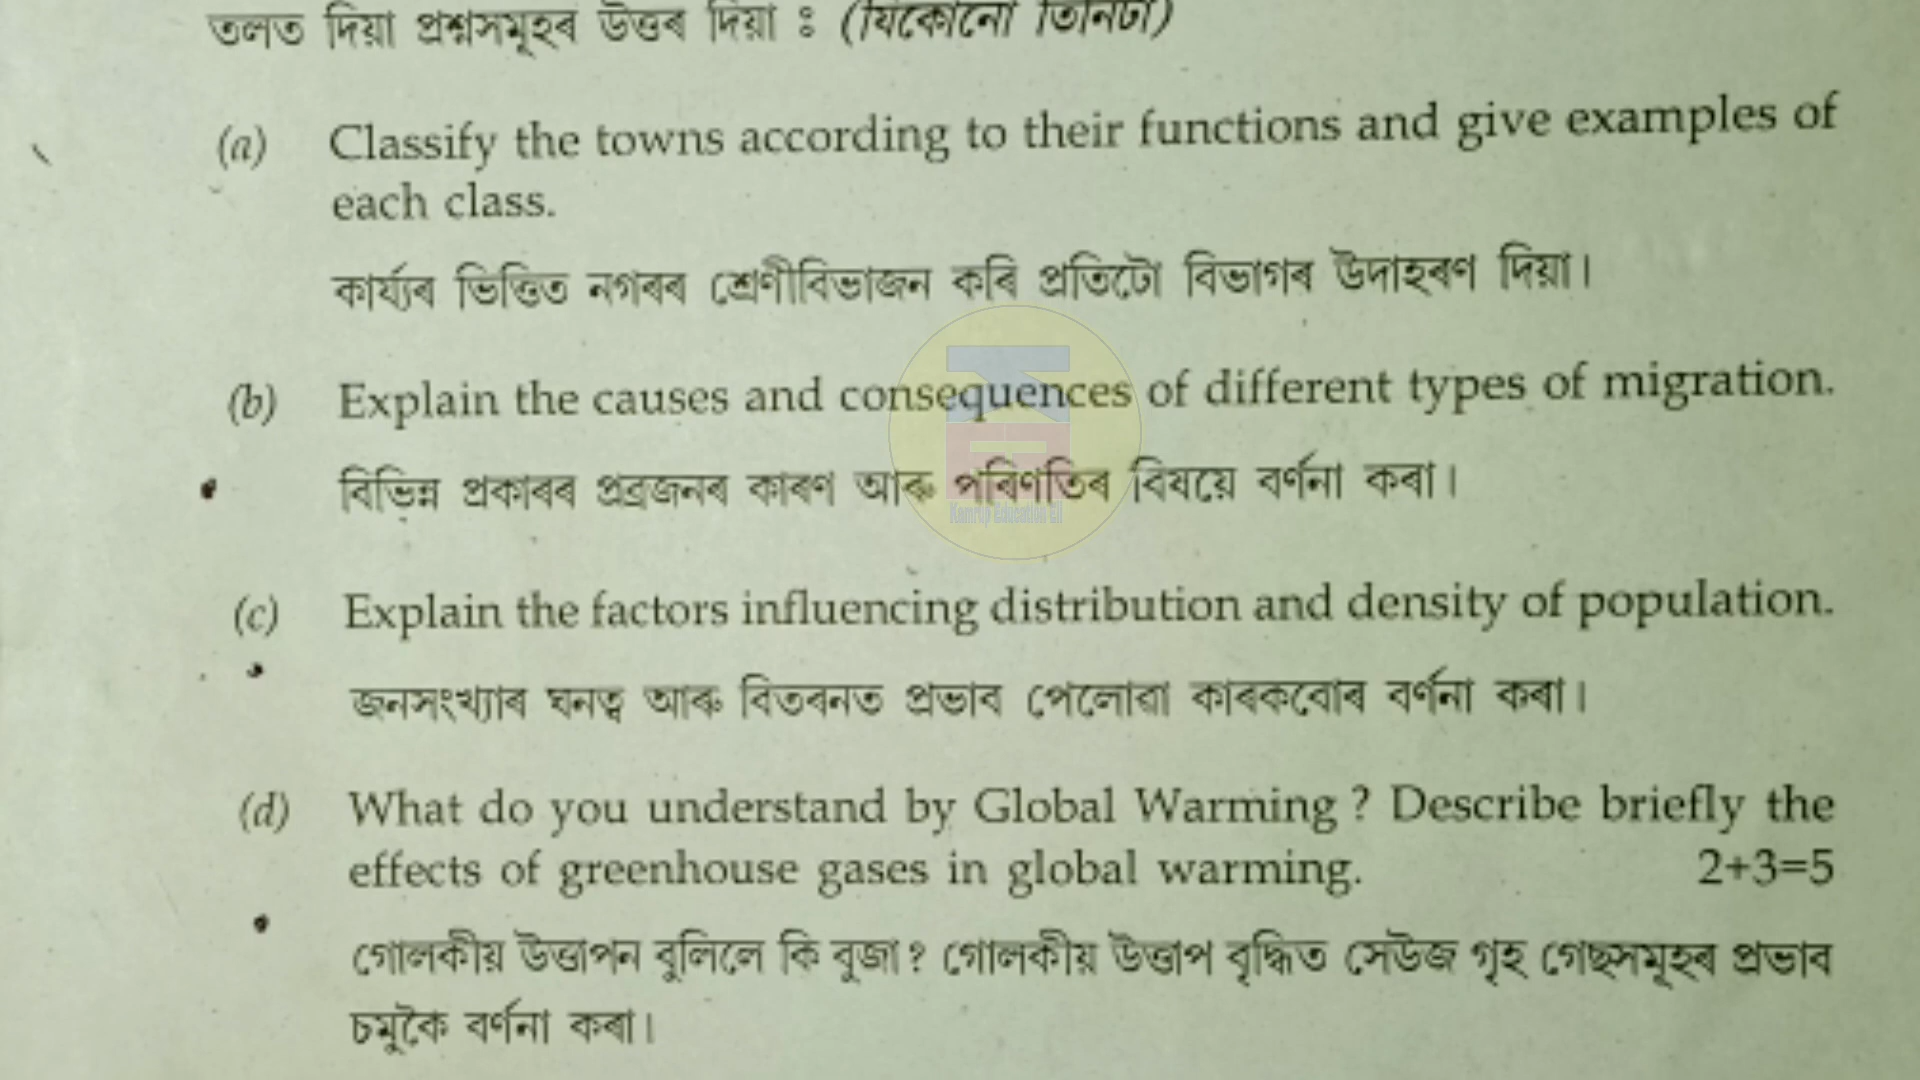 তলত দিয়া প্ৰশ্নসমূহৰ উত্তৰ দিয়া ঃ (যিকোনো তিনিটা)
(a) Classify the towns according to their functions and give examples of
each class.
কাৰ্য্যৰ ভিত্তিত নগৰৰ শ্ৰেণীবিভাজন কৰি প্ৰতিটো বিভাগৰ উদাহৰণ দিয়া।
(b) Explain the causes and consequences of different types of migration.
বিভিন্ন প্ৰকাৰৰ প্ৰব্ৰজনৰ কাৰণ আৰু পৰিণতিৰ বিষয়ে বৰ্ণনা কৰা।
Kamrup Education Gli
(c) Explain the factors influencing distribution and density of population.
জনসংখ্যাৰ ঘনত্ব আৰু বিতৰনত প্ৰভাব পেলোৱা কাৰকবোৰ বৰ্ণনা কৰা।
(d) What do you understand by Global Warming ? Describe briefly the
effects of greenhouse gases in global warming. 2+3=5
গোলকীয় উত্তাপন বুলিলে কি বুজা? গোলকীয় উত্তাপ বৃদ্ধিত সেউজ গৃহ গেছসমূহৰ প্ৰভাব
চমুকৈ বৰ্ণনা কৰা।